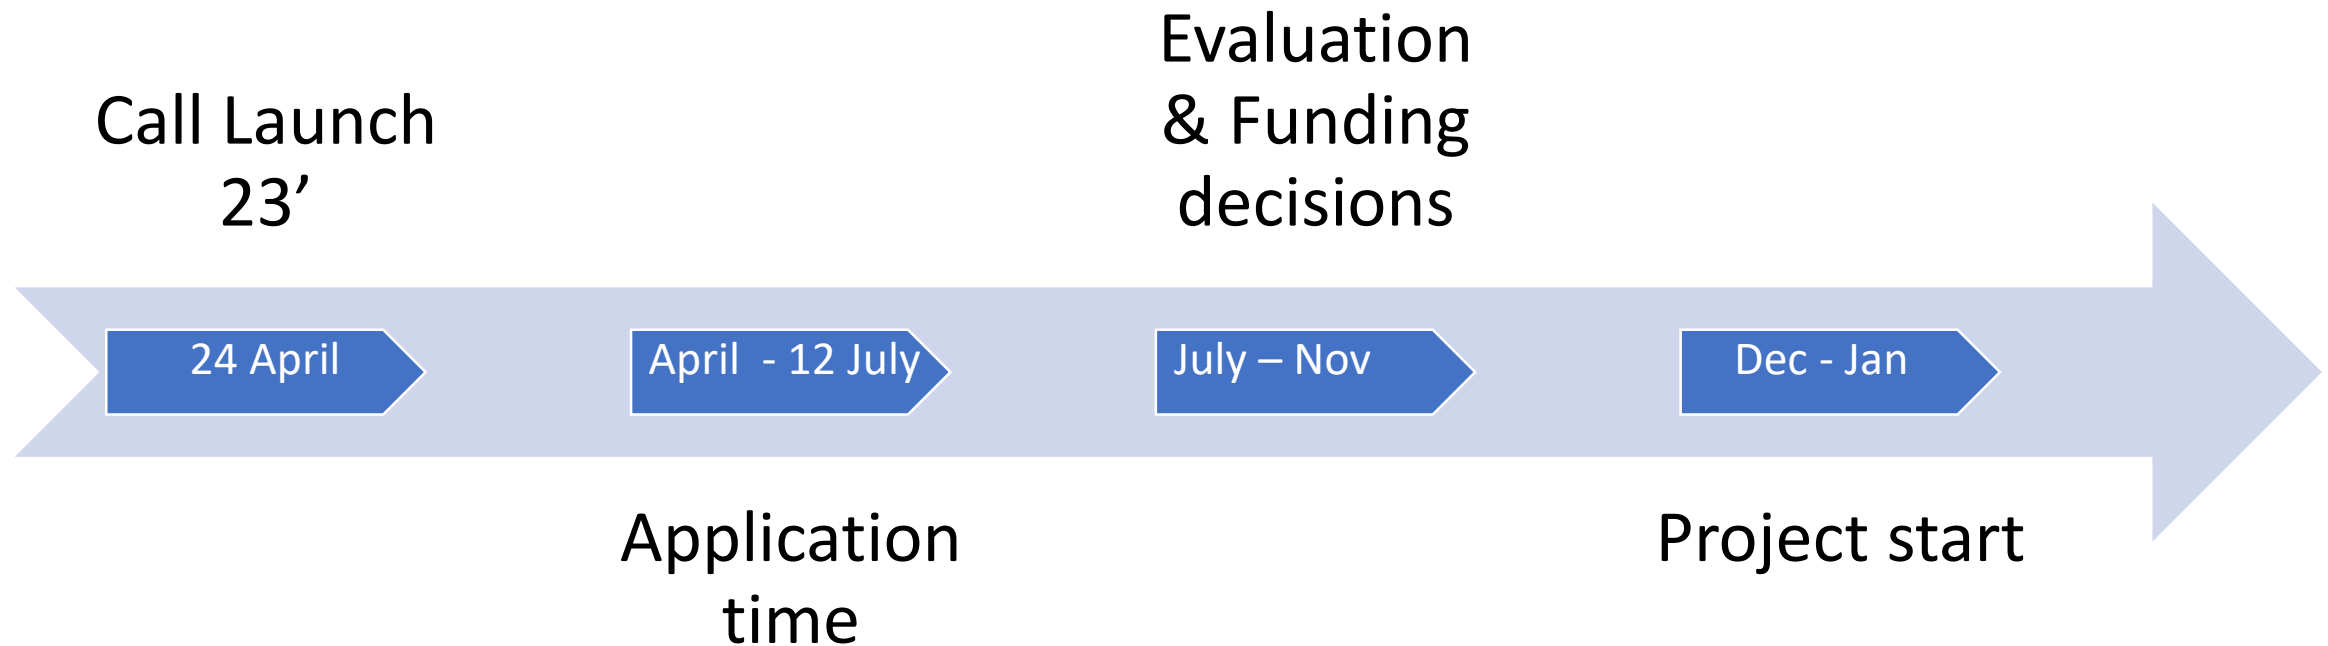 Call Launch
23’
24 April
Application
time
April - 12 July
Evaluation
& Funding
decisions
July – Nov
Project start
Dec - Jan